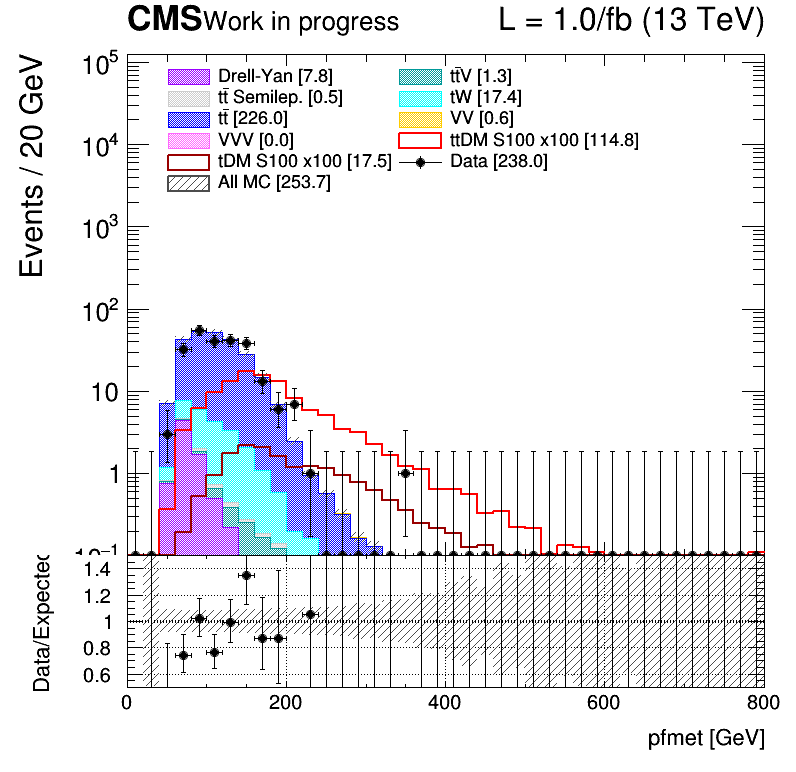 CMS Work in progress L = 1.0/fb (13 TeV)
Events / 20 GeV
10⁵
10⁴
10³
10²
10
1
10⁻¹
Drell-Yan [7.8]
tt̄V [1.3]
tt̄ Semilep. [0.5]
tW [17.4]
tt̄ [226.0]
VV [0.6]
VVV [0.0]
ttDM S100 x100 [114.8]
tDM S100 x100 [17.5]
Data [238.0]
All MC [253.7]
Data/Expected
1.4
1.2
1
0.8
0.6
0 200 400 600 800
pfmet [GeV]